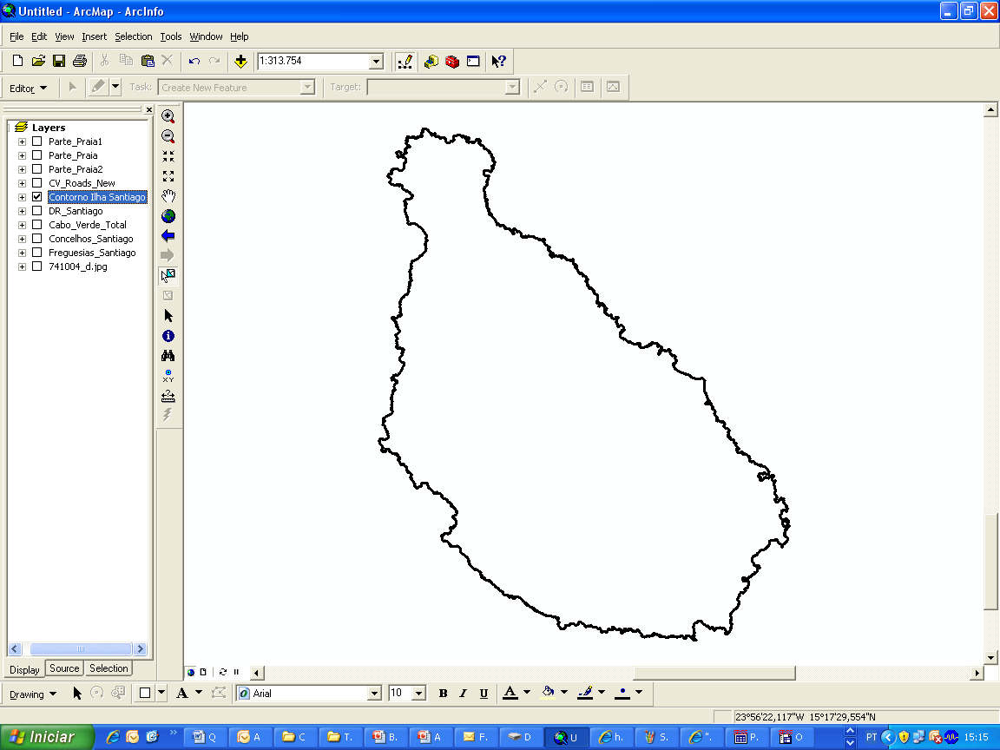 Untitled - ArcMap - ArcInfo
File Edit View Insert Selection Tools Window Help
1:313.754
Editor Task: Create New Feature Target:
Layers
Parte_Praia1
Parte_Praia
Parte_Praia2
CV_Roads_New
Contorno Ilha Santiago
DR_Santiago
Cabo_Verde_Total
Concelhos_Santiago
Freguesias_Santiago
741004_d.jpg
XY
Display Source Selection
Drawing A Arial 10 B I U A
23°56'22,117"W 15°17'29,554"N
Iniciar Q A C T. B. A F. D U h. S. ". P. O PT 15:15